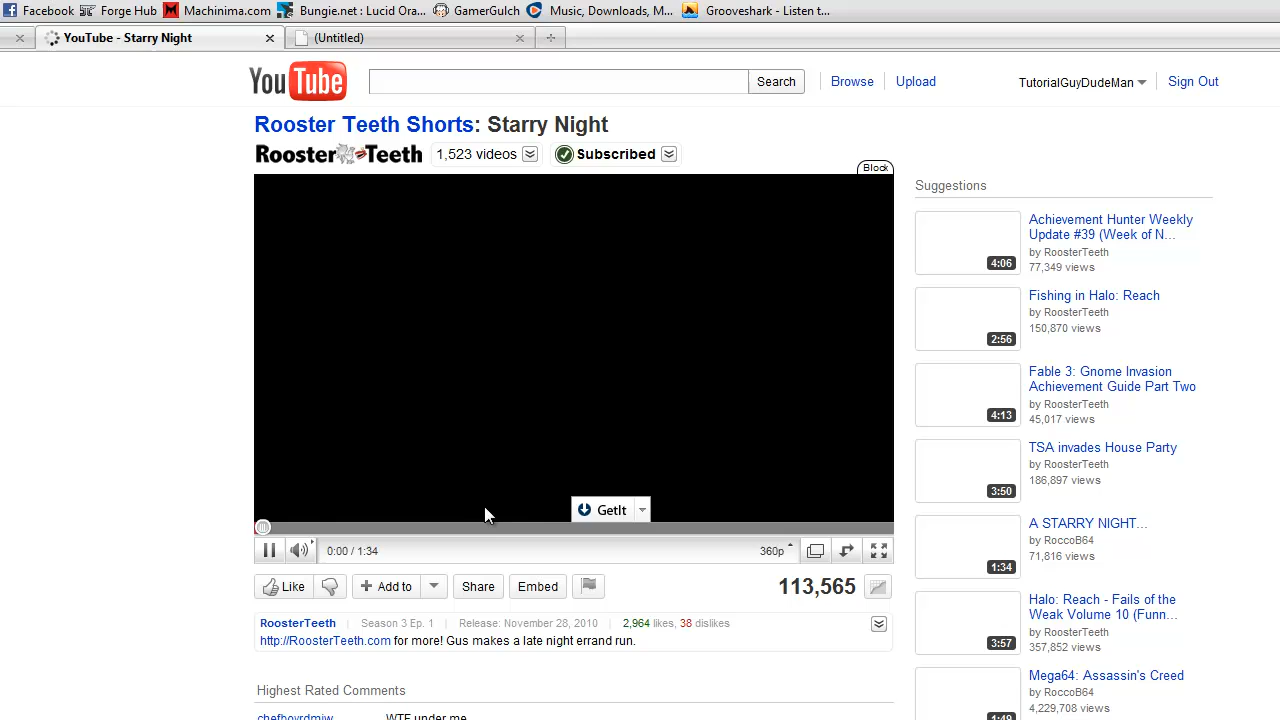 Facebook Forge Hub Machinima.com Bungie.net : Lucid Ora... GamerGulch Music, Downloads, M... Grooveshark - Listen t...
YouTube - Starry Night (Untitled)
YouTube Search Browse Upload TutorialGuyDudeMan Sign Out
Rooster Teeth Shorts: Starry Night
Rooster Teeth 1,523 videos Subscribed
Block
GetIt
0:00 / 1:34 360p
Like Add to Share Embed 113,565
RoosterTeeth Season 3 Ep. 1 Release: November 28, 2010 2,964 likes, 38 dislikes
http://RoosterTeeth.com for more! Gus makes a late night errand run.
Highest Rated Comments
chefboyrdmiw WTF under me
Suggestions
Achievement Hunter Weekly
Update #39 (Week of N...
by RoosterTeeth
4:06
77,349 views
Fishing in Halo: Reach
by RoosterTeeth
150,870 views
2:56
Fable 3: Gnome Invasion
Achievement Guide Part Two
by RoosterTeeth
4:13
45,017 views
TSA invades House Party
by RoosterTeeth
186,897 views
3:50
A STARRY NIGHT...
by RoccoB64
71,816 views
1:34
Halo: Reach - Fails of the
Weak Volume 10 (Funn...
by RoosterTeeth
3:57
357,852 views
Mega64: Assassin's Creed
by RoccoB64
4,229,708 views
1:49